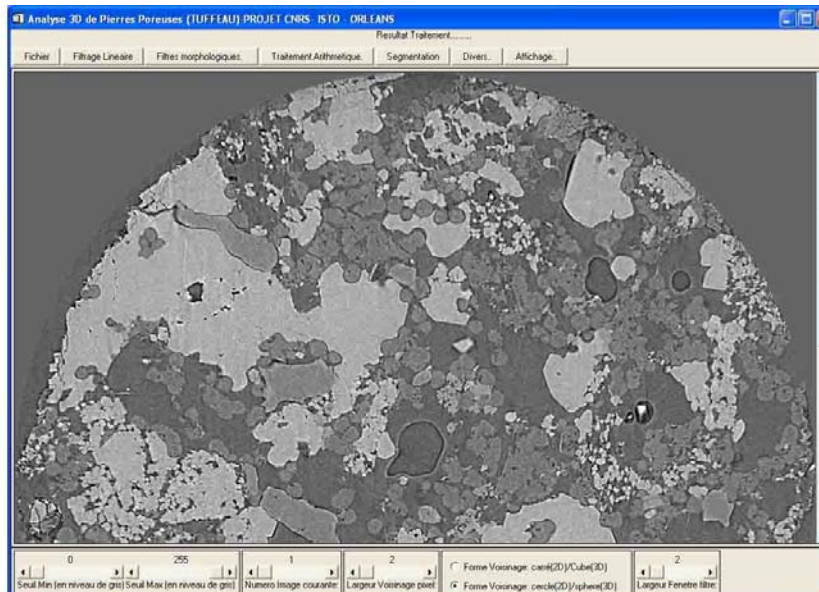 Analyse 3D de Pierres Poreuses (TUFFEAU) PROJET CNRS- ISTO - ORLEANS
Resultat Traitement.........
Fichier Filtrage Lineaire Filtres morphologiques. Traitement Arithmetique. Segmentation Divers.. Affichage..
0 255 1 2 2
Forme Voisinage: carré(2D)/Cube(3D)
Seuil Min (en niveau de gris) Seuil Max (en niveau de gris) Numero Image courante: Largeur Voisinage pixel: Forme Voisinage: cercle(2D)/sphere(3D) Largeur Fenetre filtre: